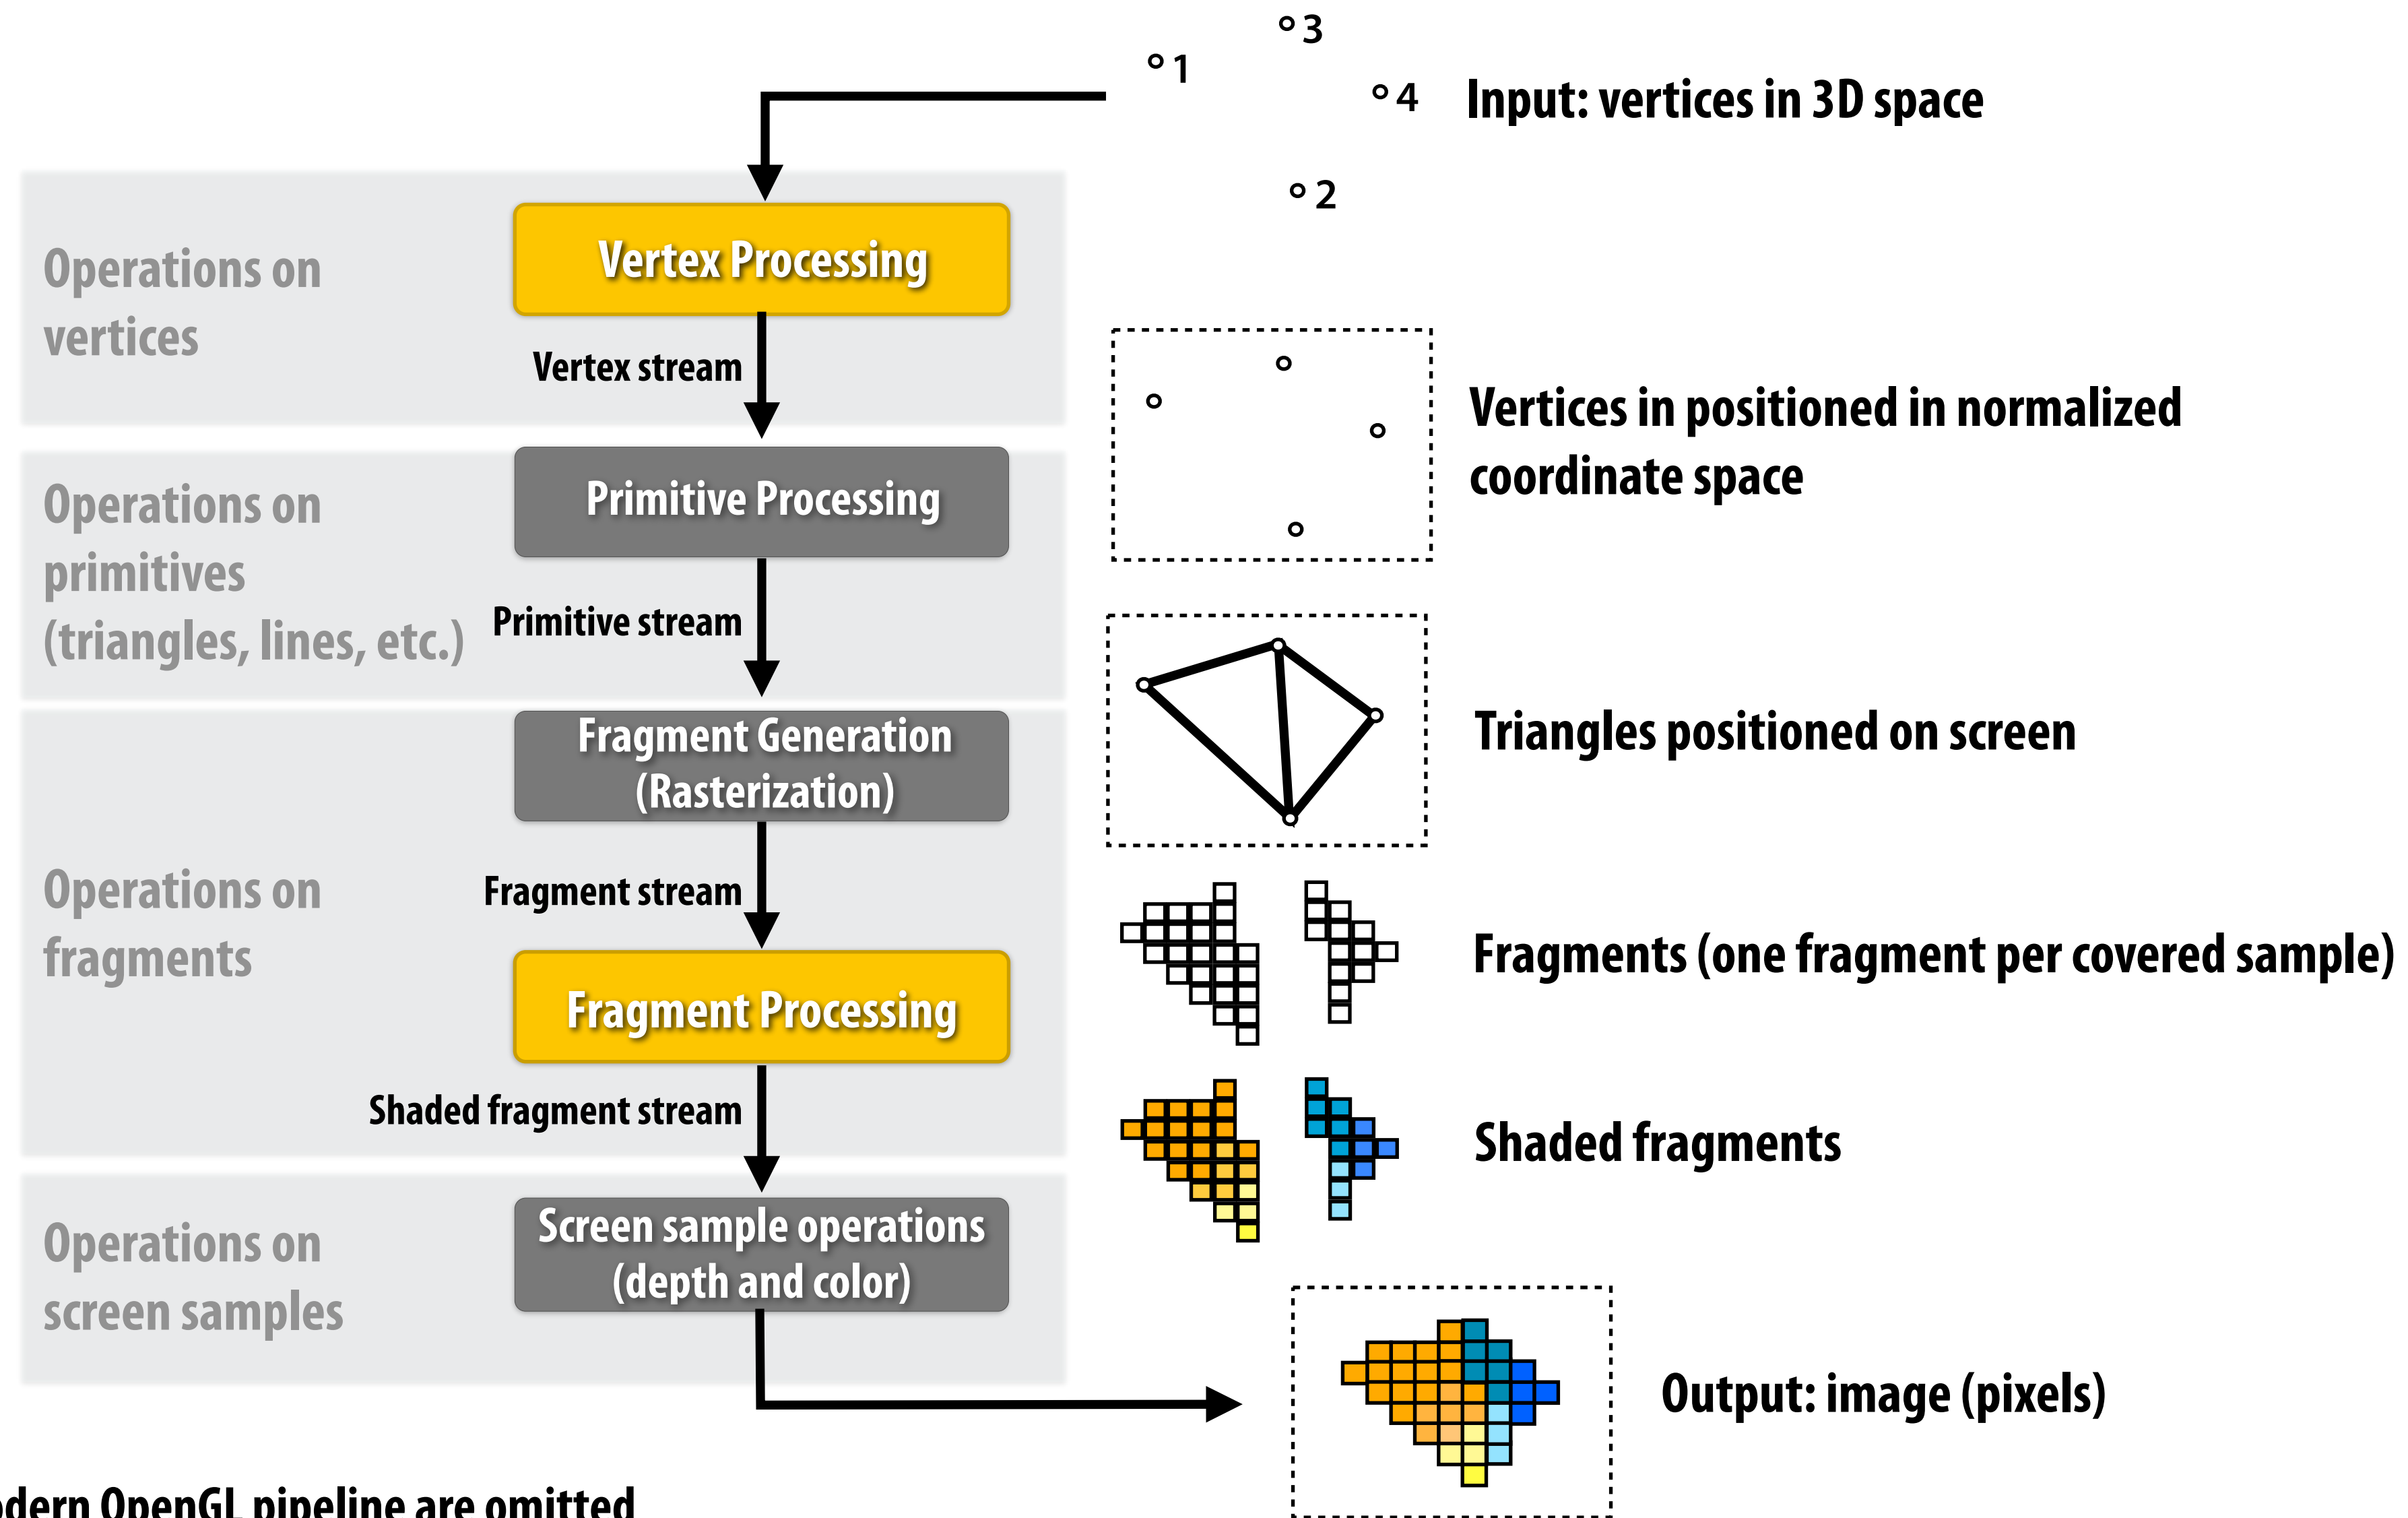 3
1
4
Input: vertices in 3D space
2
Vertex Processing
Operations on
vertices
Vertex stream
Vertices in positioned in normalized
coordinate space
Primitive Processing
Operations on
primitives
(triangles, lines, etc.)
Primitive stream
Triangles positioned on screen
Fragment Generation
(Rasterization)
Operations on
fragments
Fragment stream
Fragments (one fragment per covered sample)
Fragment Processing
Shaded fragment stream
Shaded fragments
Operations on
screen samples
Screen sample operations
(depth and color)
Output: image (pixels)
OpenGL pipeline are omitted